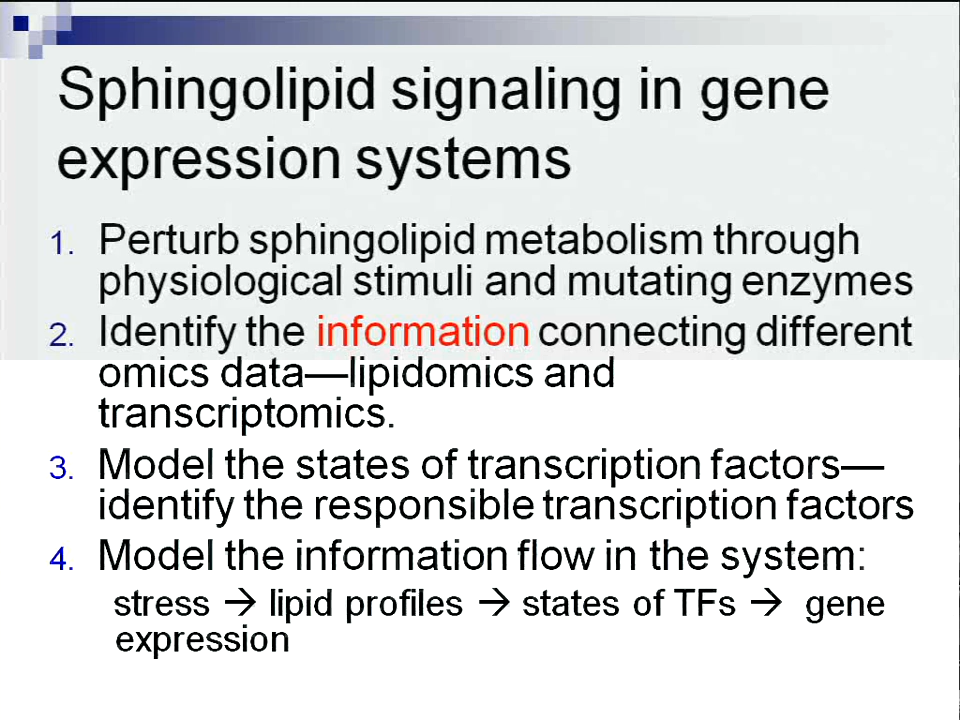 Sphingolipid signaling in gene
expression systems
1. Perturb sphingolipid metabolism through
physiological stimuli and mutating enzymes
2. Identify the information connecting different
omics data—lipidomics and
transcriptomics.
3. Model the states of transcription factors—
identify the responsible transcription factors
4. Model the information flow in the system:
stress → lipid profiles → states of TFs → gene
expression